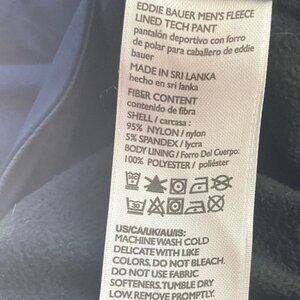 EDDIE BAUER MEN'S FLEECE
LINED TECH PANT
pantalón deportivo con forro
de polar para caballero de eddie
bauer
MADE IN SRI LANKA
hecho en sri lanka
FIBER CONTENT
contenido de fibra
SHELL / carcasa :
95% NYLON / nylon
5% SPANDEX / lycra
BODY LINING / Forro Del Cuerpo:
100% POLYESTER / poliéster
30
US/CA/UK/AU/RS:
MACHINE WASH COLD
DELICATE WITH LIKE
COLORS. DO NOT BLEACH.
DO NOT USE FABRIC
SOFTENERS. TUMBLE DRY
LOW. REMOVE PROMPTLY.